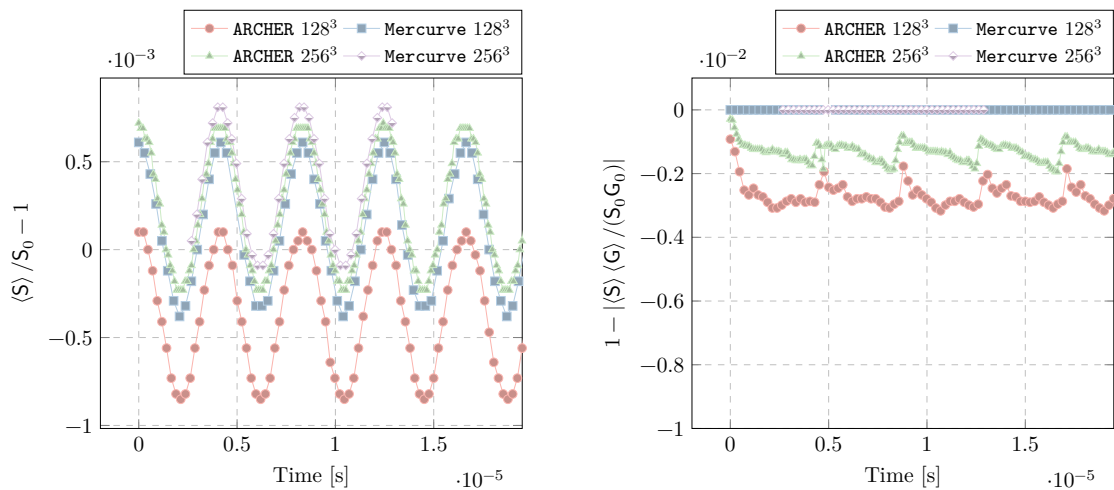 ARCHER 128³ Mercurve 128³
ARCHER 256³ Mercurve 256³
·10⁻³
0.5
0
−0.5
−1
⟨S⟩/S₀ − 1
0 0.5 1 1.5
Time [s]
·10⁻⁵
ARCHER 128³ Mercurve 128³
ARCHER 256³ Mercurve 256³
·10⁻²
0
−0.2
−0.4
−0.6
−0.8
−1
1 − |⟨S⟩ ⟨G⟩ /(S₀G₀)|
0 0.5 1 1.5
Time [s]
·10⁻⁵